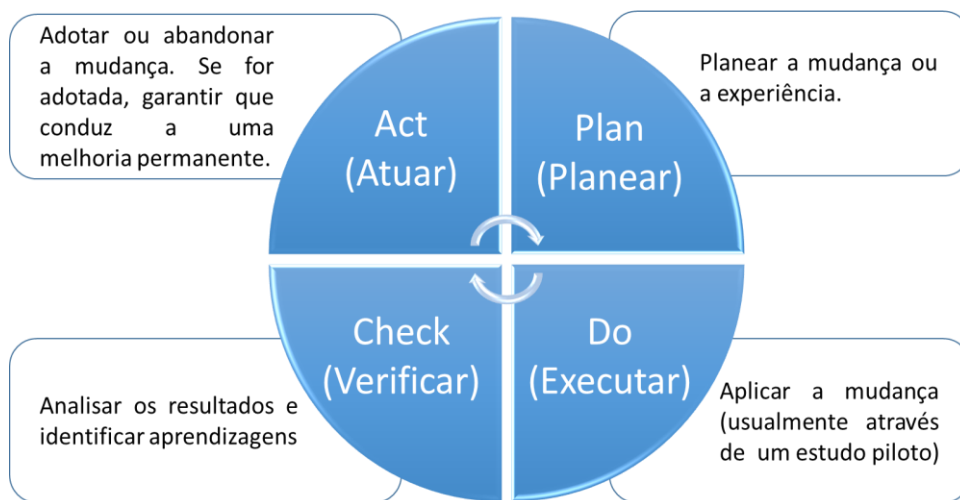 Adotar ou abandonar
a mudança. Se for
adotada, garantir que
conduz a uma
melhoria permanente.
Act
(Atuar)
Plan
(Planear)
Planear a mudança ou
a experiência.
Check
(Verificar)
Do
(Executar)
Analisar os resultados e
identificar aprendizagens
Aplicar a mudança
(usualmente através
de um estudo piloto)